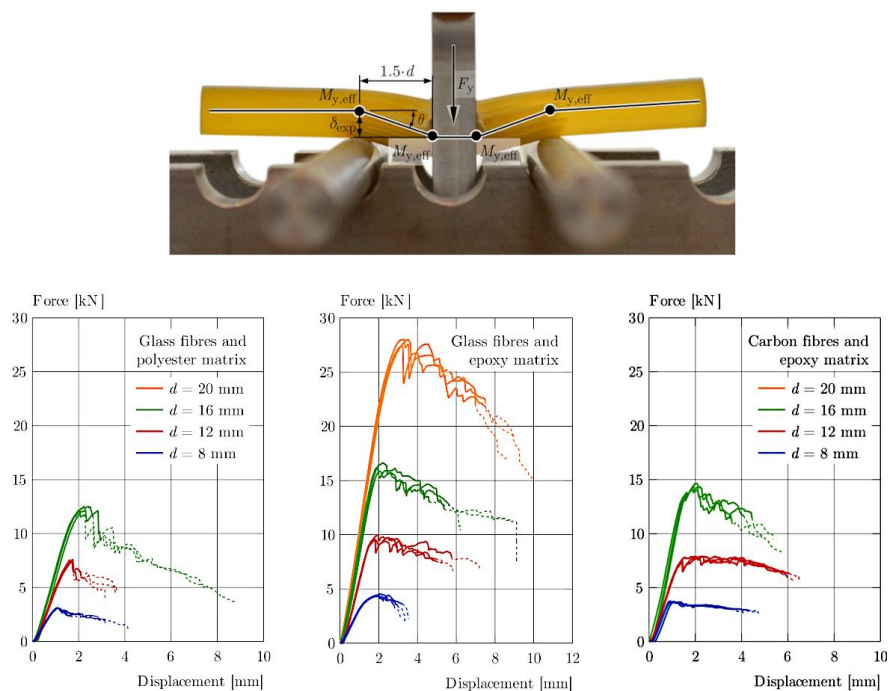 1.5·d
F_y
M_y,eff
M_y,eff
θ
δ_exp
M_y,eff
M_y,eff
Force [kN]
30
25
20
15
10
5
0
0 2 4 6 8 10
Displacement [mm]
Glass fibres and
polyester matrix
d = 20 mm
d = 16 mm
d = 12 mm
d = 8 mm
Force [kN]
30
25
20
15
10
5
0
0 2 4 6 8 10 12
Displacement [mm]
Glass fibres and
epoxy matrix
Force [kN]
30
25
20
15
10
5
0
0 2 4 6 8 10
Displacement [mm]
Carbon fibres and
epoxy matrix
d = 20 mm
d = 16 mm
d = 12 mm
d = 8 mm